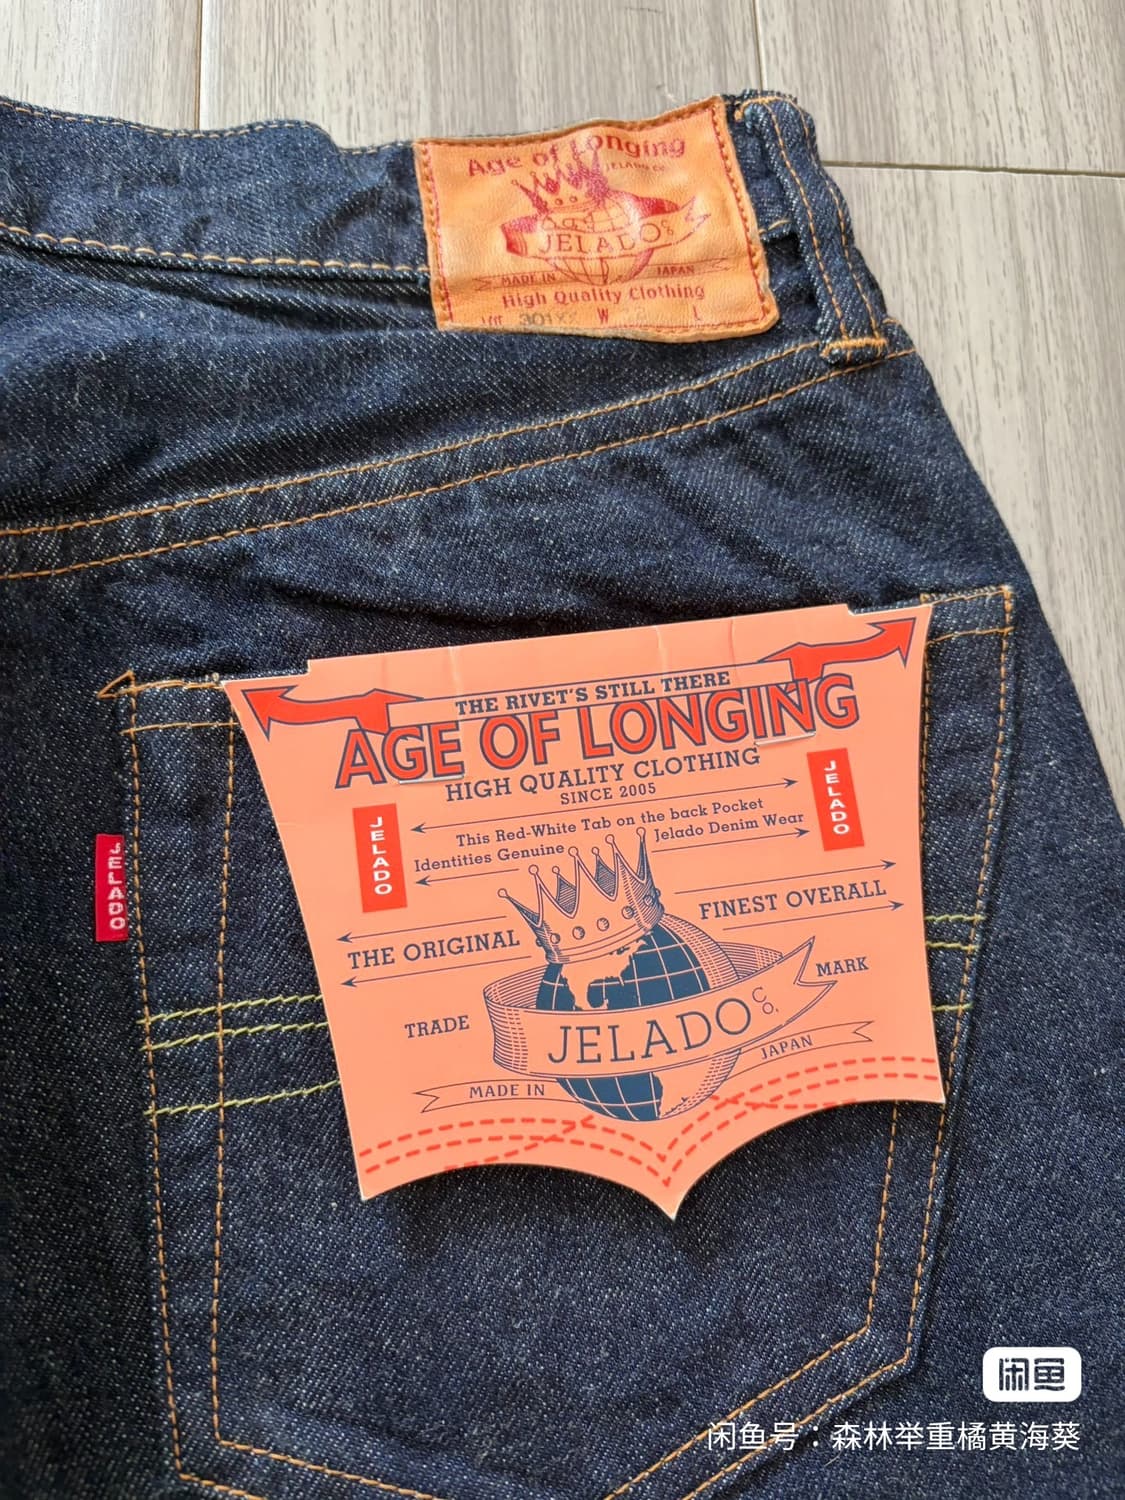 Age of Longing
JELADO CO
JELADO CO
MADE IN JAPAN
High Quality Clothing
LOT 301XX W L
THE RIVET'S STILL THERE
AGE OF LONGING
HIGH QUALITY CLOTHING
SINCE 2005
JELADO
JELADO
This Red-White Tab on the back Pocket
Identities Genuine Jelado Denim Wear
JELADO
THE ORIGINAL FINEST OVERALL
TRADE MARK
JELADO CO.
MADE IN JAPAN
闲鱼
闲鱼号：森林举重橘黄海葵